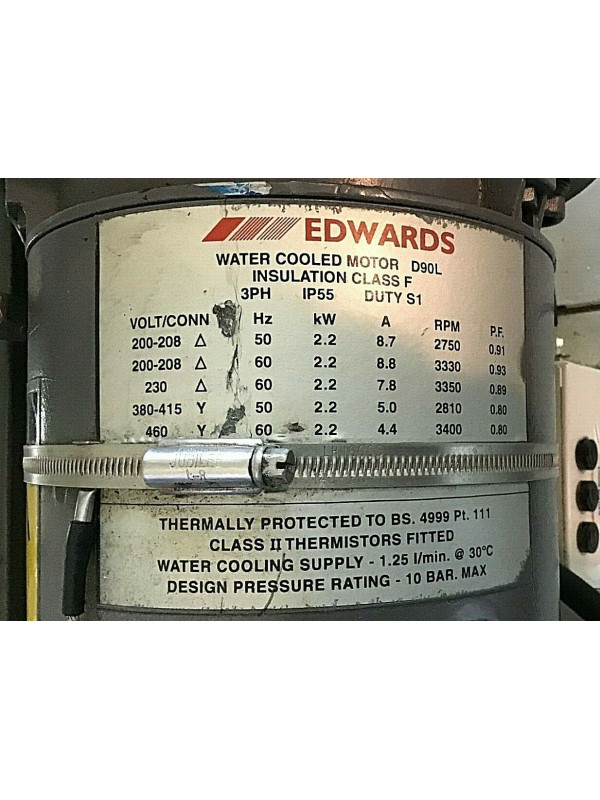 EDWARDS
WATER COOLED MOTOR D90L
INSULATION CLASS F
3PH IP55 DUTY S1
VOLT/CONN Hz kW A RPM P.F.
200-208 Δ 50 2.2 8.7 2750 0.91
200-208 Δ 60 2.2 8.8 3330 0.93
230 Δ 60 2.2 7.8 3350 0.89
380-415 Y 50 2.2 5.0 2810 0.80
460 Y 60 2.2 4.4 3400 0.80
THERMALLY PROTECTED TO BS. 4999 Pt. 111
CLASS II THERMISTORS FITTED
WATER COOLING SUPPLY - 1.25 l/min. @ 30°C
DESIGN PRESSURE RATING - 10 BAR. MAX